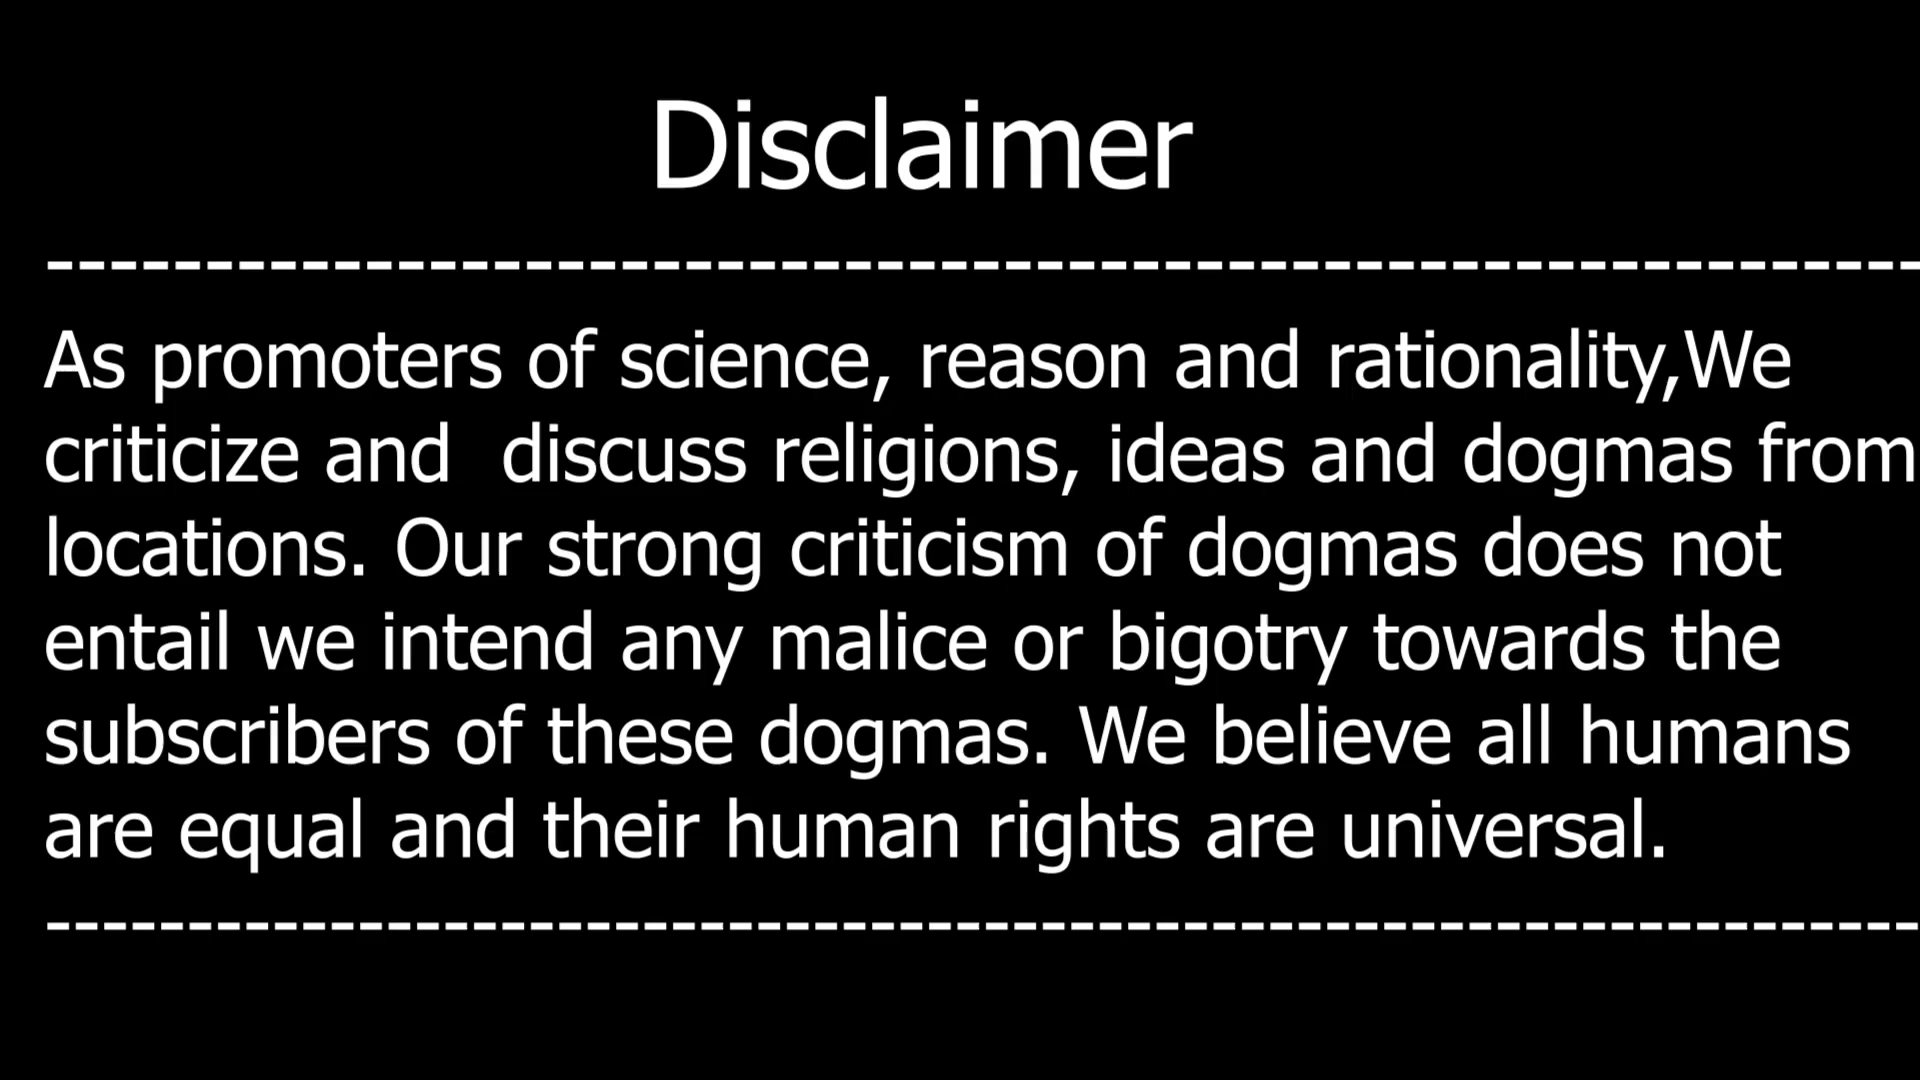 Disclaimer
--------------------------------------------------------
As promoters of science, reason and rationality,We
criticize and  discuss religions, ideas and dogmas from
locations. Our strong criticism of dogmas does not
entail we intend any malice or bigotry towards the
subscribers of these dogmas. We believe all humans
are equal and their human rights are universal.
--------------------------------------------------------